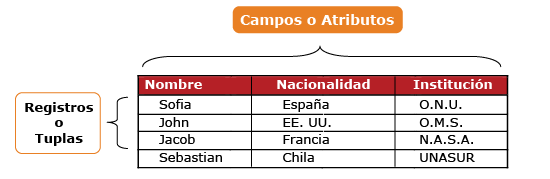 Campos o Atributos
Nombre Nacionalidad Institución
Registros
o
Tuplas
Sofia España O.N.U.
John EE. UU. O.M.S.
Jacob Francia N.A.S.A.
Sebastian Chila UNASUR